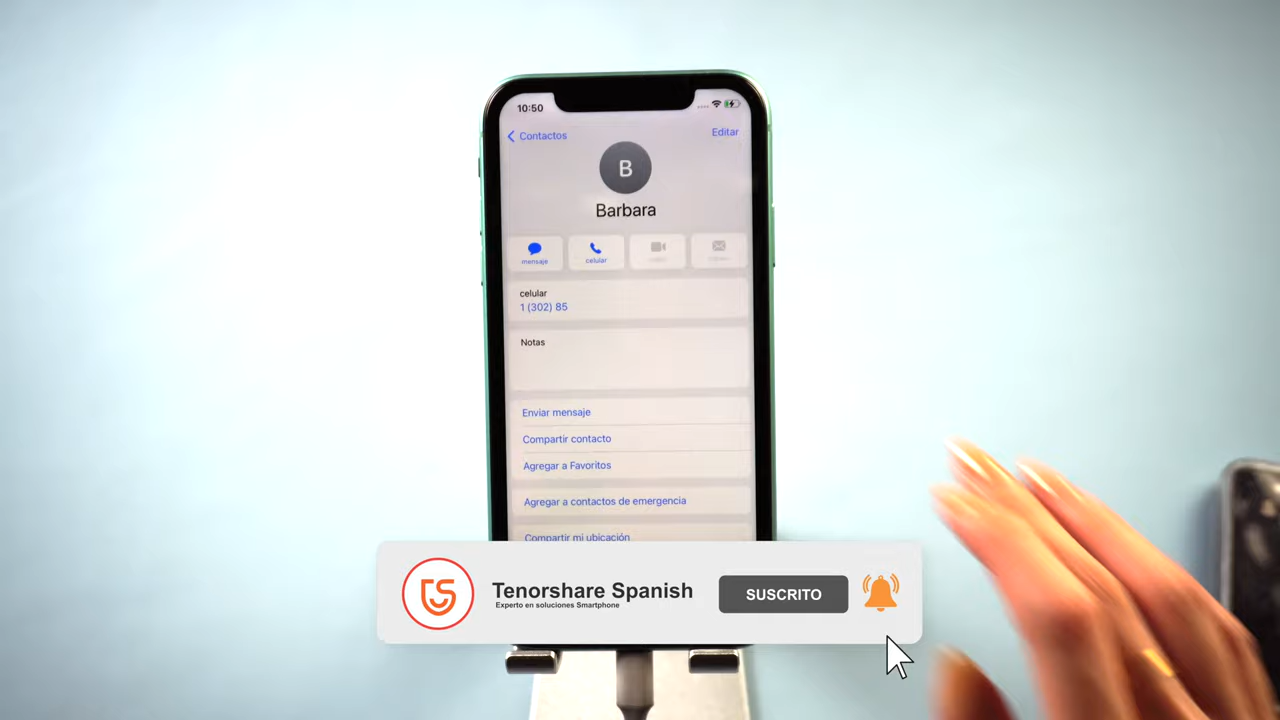 10:50
Contactos
Editar
B
Barbara
mensaje
celular
celular
1 (302) 85
Notas
Enviar mensaje
Compartir contacto
Agregar a Favoritos
Agregar a contactos de emergencia
Compartir mi ubicación
Tenorshare Spanish
Experto en soluciones Smartphone
SUSCRITO